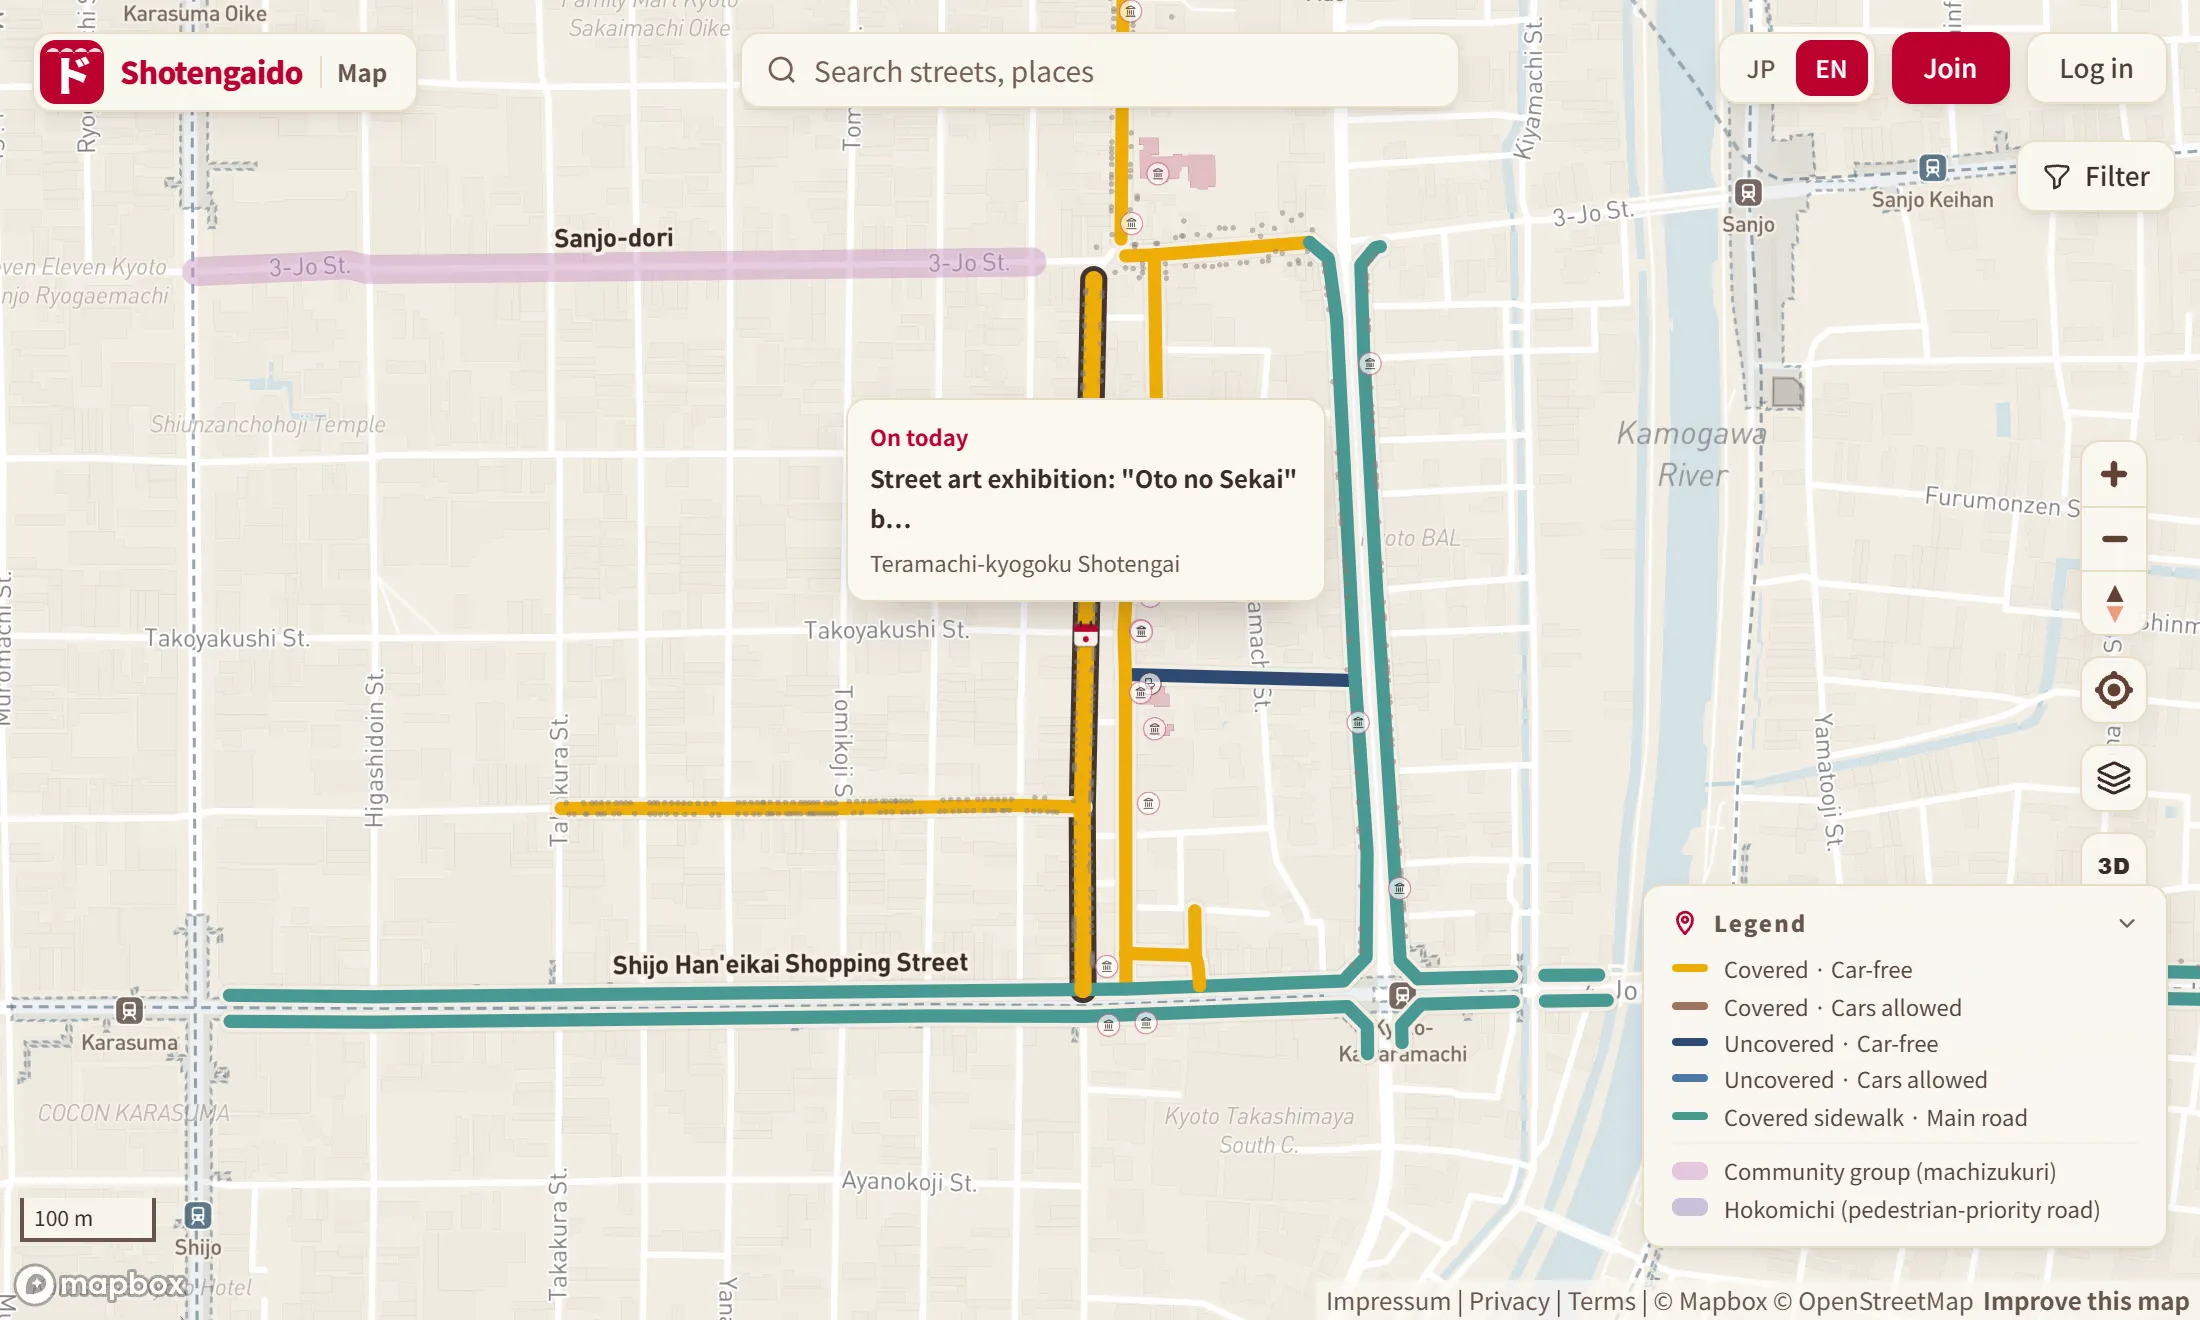 Karasuma Oike
Sakaimachi Oike
ド Shotengaido
Map
Search streets, places
JP
EN
Join
Log in
Filter
Kiyamachi St.
3-Jo St.
Sanjo
Sanjo Keihan
Sanjo-dori
3-Jo St.
3-Jo St.
Shiunzanchohoji Temple
On today
Street art exhibition: "Oto no Sekai"
b...
Teramachi-kyogoku Shotengai
Kamogawa
River
Furumonzen S
Takoyakushi St.
Takoyakushi St.
Muromachi St.
Higashidoin St.
Tomikoji S
Yamatooji St.
3D
Shijo Han'eikai Shopping Street
Karasuma
COCON KARASUMA
Kyoto Takashimaya
South C.
Ayanokoji St.
Takakura St.
Shijo
100 m
mapbox
Hotel
Legend
Covered · Car-free
Covered · Cars allowed
Uncovered · Car-free
Uncovered · Cars allowed
Covered sidewalk · Main road
Community group (machizukuri)
Hokomichi (pedestrian-priority road)
Impressum | Privacy | Terms | © Mapbox © OpenStreetMap Improve this map